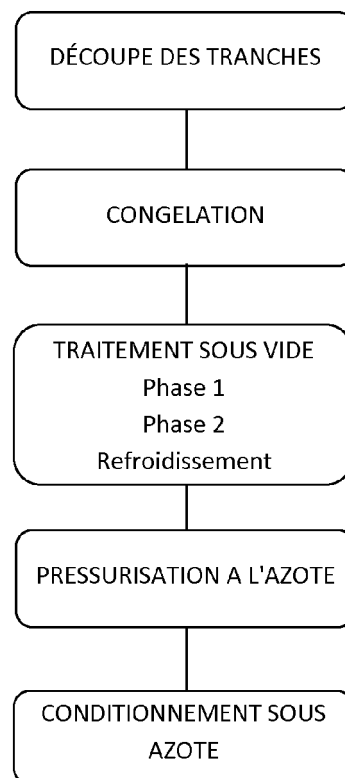 DÉCOUPE DES TRANCHES
CONGELATION
TRAITEMENT SOUS VIDE
Phase 1
Phase 2
Refroidissement
PRESSURISATION A L'AZOTE
CONDITIONNEMENT SOUS
AZOTE